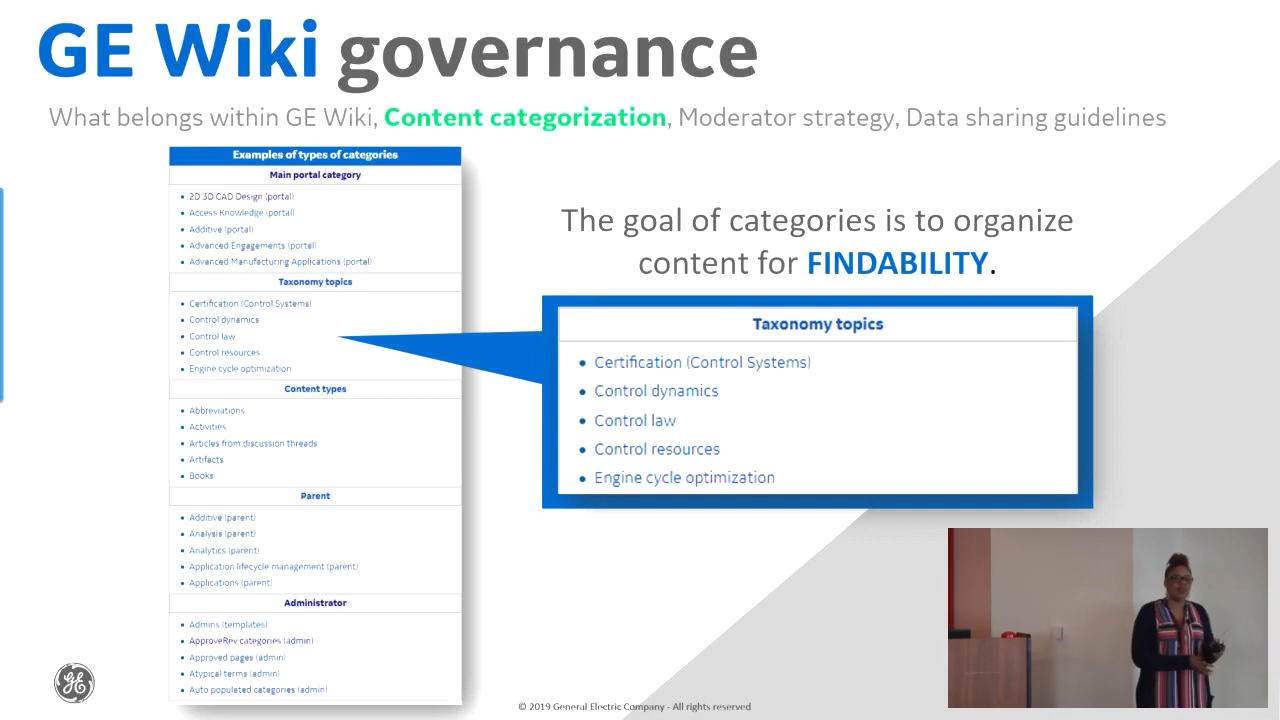 GE Wiki governance
What belongs within GE Wiki, Content categorization, Moderator strategy, Data sharing guidelines
Examples of types of categories
Main portal category
• 2D 3D CAD Design (portal)
• Access Knowledge (portal)
• Additive (portal)
• Advanced Engagements (portal)
• Advanced Manufacturing Applications (portal)
Taxonomy topics
• Certification (Control Systems)
• Control dynamics
• Control law
• Control resources
• Engine cycle optimization
Content types
• Abbreviations
• Activities
• Articles from discussion threads
• Artifacts
• Books
Parent
• Additive (parent)
• Analysis (parent)
• Analytics (parent)
• Application lifecycle management (parent)
• Applications (parent)
Administrator
• Admins (templates)
• ApproveRev categories (admin)
• Approved pages (admin)
• Atypical terms (admin)
• Auto populated categories (admin)
The goal of categories is to organize
content for FINDABILITY.
Taxonomy topics
• Certification (Control Systems)
• Control dynamics
• Control law
• Control resources
• Engine cycle optimization
GE
© 2019 General Electric Company - All rights reserved